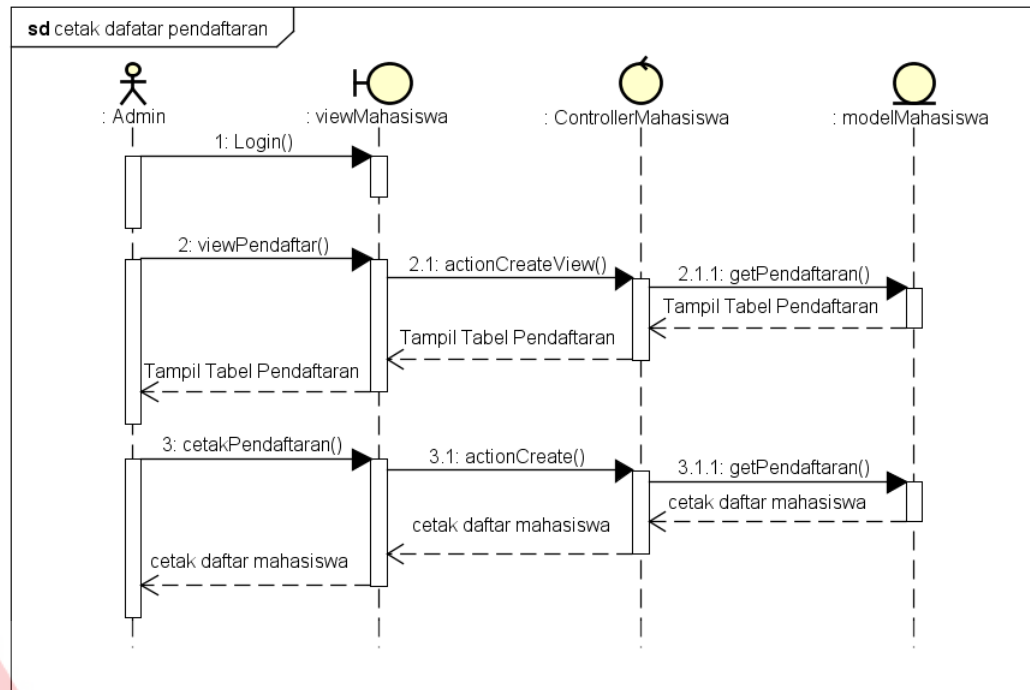 sd cetak dafatar pendaftaran
: Admin
: viewMahasiswa
: ControllerMahasiswa
: modelMahasiswa
1: Login()
2: viewPendaftar()
2.1: actionCreateView()
2.1.1: getPendaftaran()
Tampil Tabel Pendaftaran
Tampil Tabel Pendaftaran
Tampil Tabel Pendaftaran
3: cetakPendaftaran()
3.1: actionCreate()
3.1.1: getPendaftaran()
cetak daftar mahasiswa
cetak daftar mahasiswa
cetak daftar mahasiswa